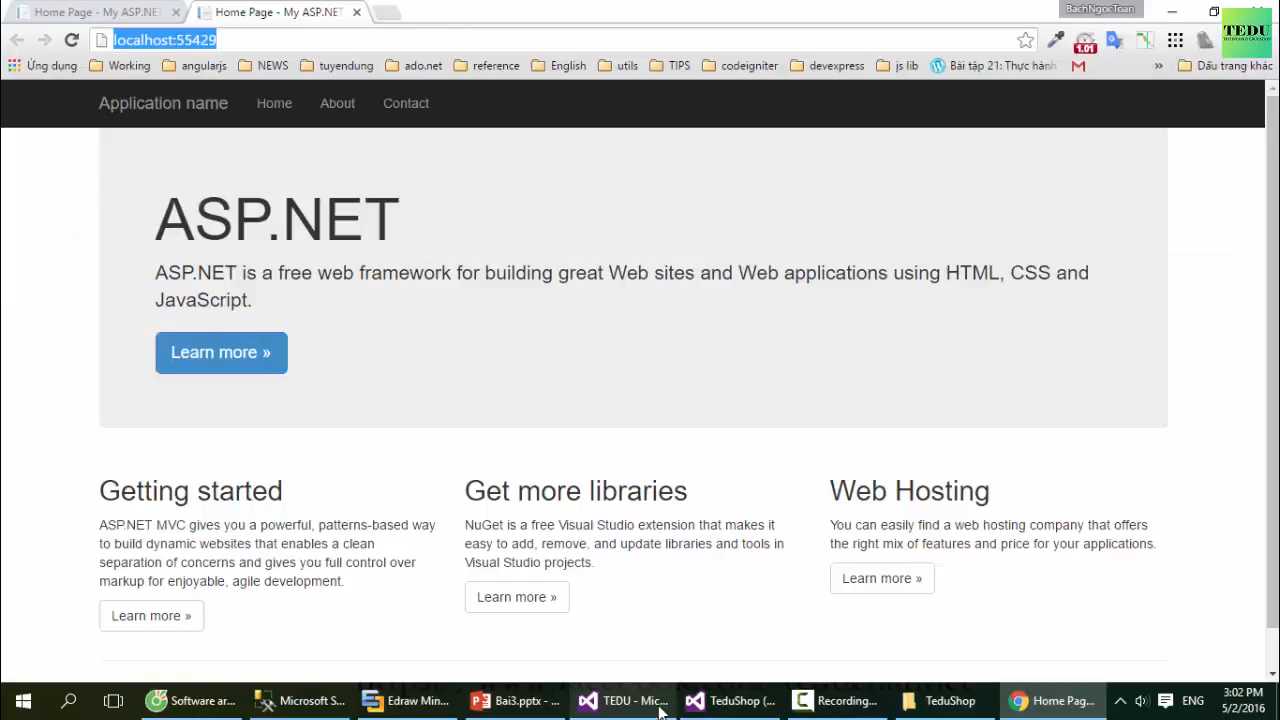 Home Page - My ASP.NET
Home Page - My ASP.NET
BachNgocToan
TEDU
localhost:55429
1.01
Ứng dụng
Working
angularjs
NEWS
tuyendung
ado.net
reference
English
utils
TIPS
codeigniter
devexpress
js lib
Bài tập 21: Thực hành
»
Dấu trang khác
Application name
Home
About
Contact
ASP.NET
ASP.NET is a free web framework for building great Web sites and Web applications using HTML, CSS and
JavaScript.
Learn more »
Getting started
ASP.NET MVC gives you a powerful, patterns-based way
to build dynamic websites that enables a clean
separation of concerns and gives you full control over
markup for enjoyable, agile development.
Learn more »
Get more libraries
NuGet is a free Visual Studio extension that makes it
easy to add, remove, and update libraries and tools in
Visual Studio projects.
Learn more »
Web Hosting
You can easily find a web hosting company that offers
the right mix of features and price for your applications.
Learn more »
Software ar...
Microsoft S...
Edraw Min...
Bai3.pptx - ...
TEDU - Mic...
TeduShop (...
Recording...
TeduShop
Home Pag...
ENG
3:02 PM
5/2/2016